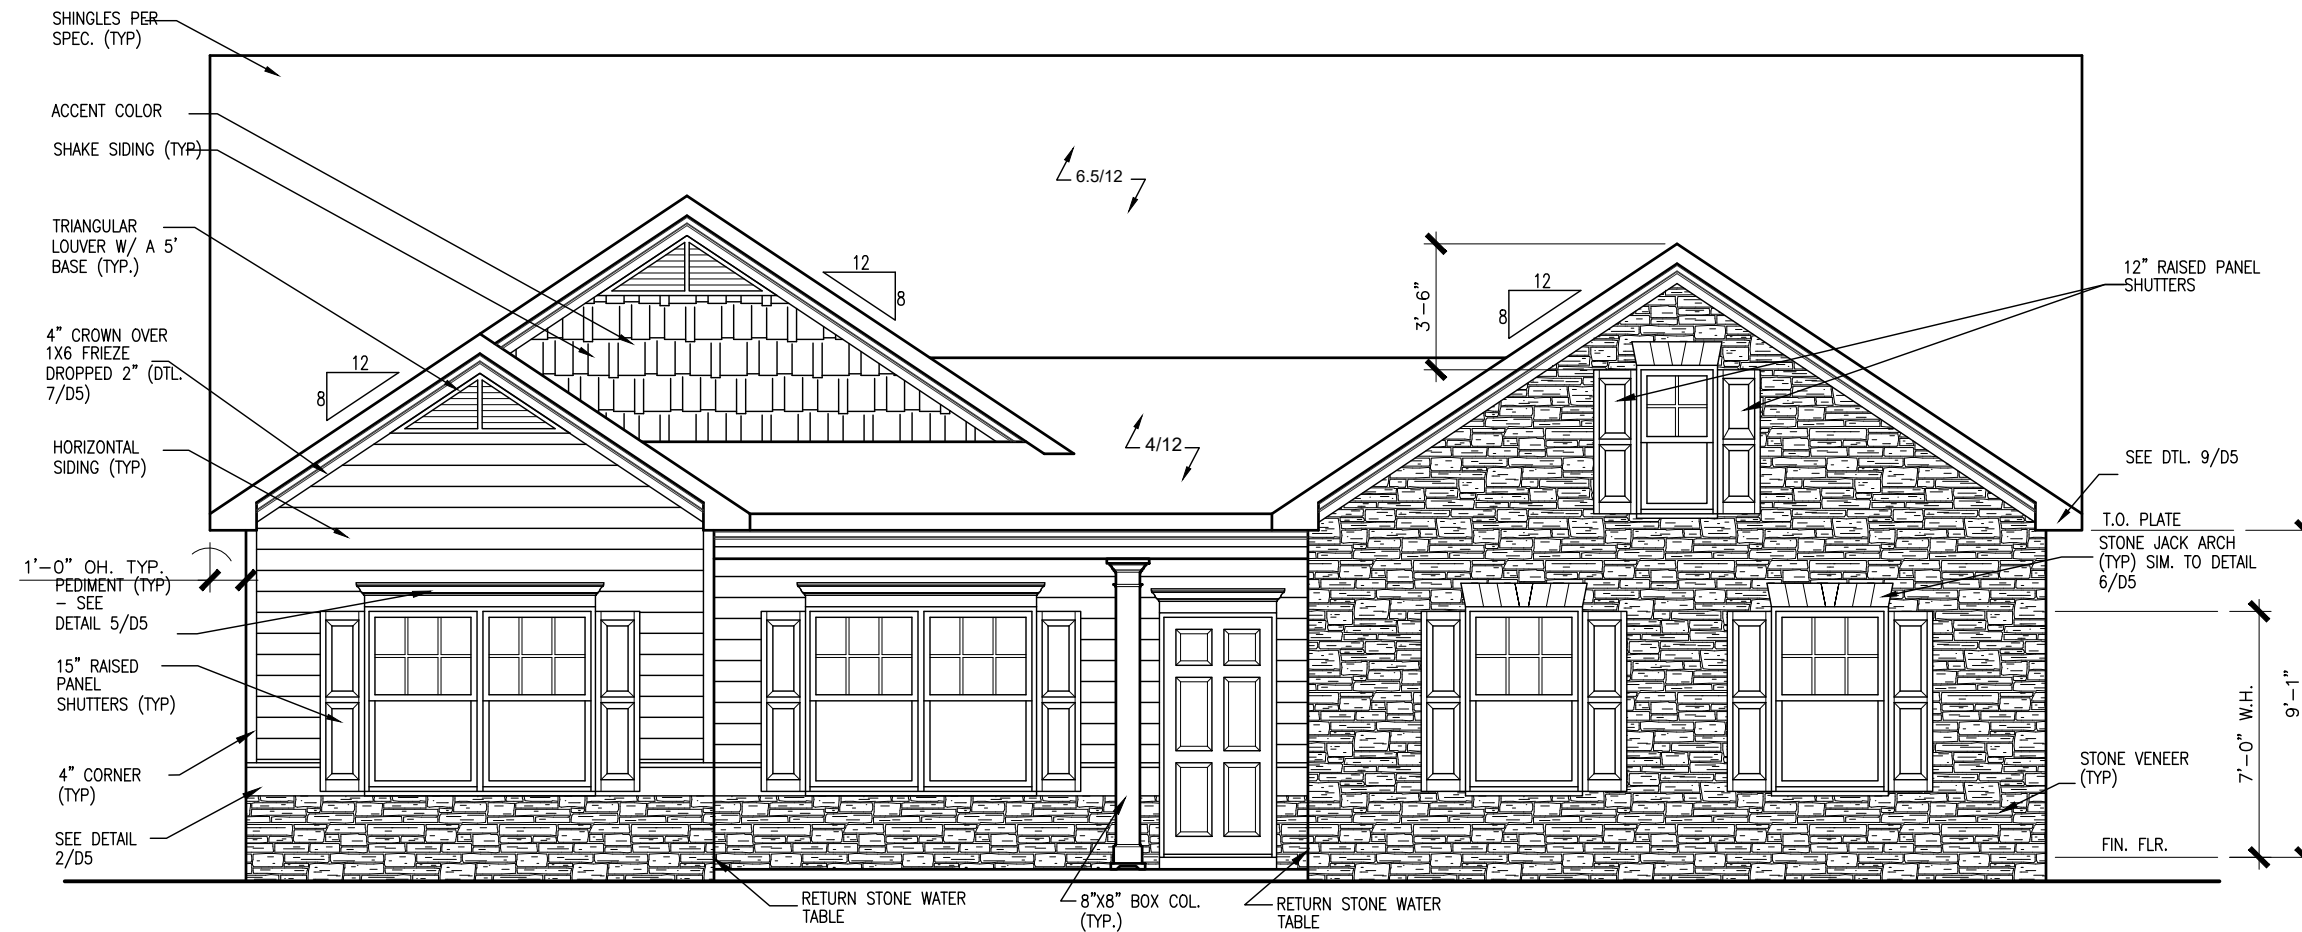 SHINGLES PER
SPEC. (TYP)
ACCENT COLOR
SHAKE SIDING (TYP)
TRIANGULAR
LOUVER W/ A 5'
BASE (TYP.)
4" CROWN OVER
1X6 FRIEZE
DROPPED 2" (DTL.
7/D5)
HORIZONTAL
SIDING (TYP)
1'-0" OH. TYP.
PEDIMENT (TYP)
- SEE
DETAIL 5/D5
15" RAISED
PANEL
SHUTTERS (TYP)
4" CORNER
(TYP)
SEE DETAIL
2/D5
12
8
12
8
6.5/12
4/12
3'-6"
12
8
RETURN STONE WATER
TABLE
8"X8" BOX COL.
(TYP.)
RETURN STONE WATER
TABLE
12" RAISED PANEL
SHUTTERS
SEE DTL. 9/D5
T.O. PLATE
STONE JACK ARCH
(TYP) SIM. TO DETAIL
6/D5
7'-0" W.H.
9'-1"
STONE VENEER
(TYP)
FIN. FLR.